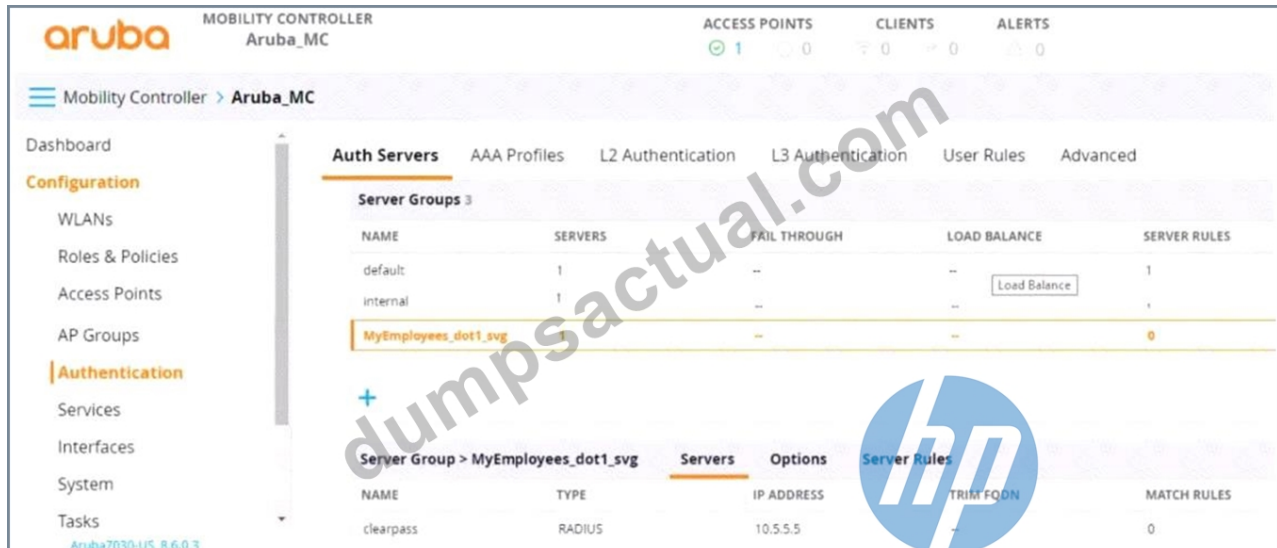 aruba MOBILITY CONTROLLER
Aruba_MC
ACCESS POINTS CLIENTS ALERTS
1 0 0 0 0
Mobility Controller > Aruba_MC
Dashboard
Configuration
WLANs
Roles & Policies
Access Points
AP Groups
Authentication
Services
Interfaces
System
Tasks
Aruba7030-US, 8.6.0.3
Auth Servers AAA Profiles L2 Authentication L3 Authentication User Rules Advanced
Server Groups 3
NAME SERVERS FAIL THROUGH LOAD BALANCE SERVER RULES
default 1 -- -- 1
Load Balance
internal 1 -- --
MyEmployees_dot1_svg 1 -- -- 0
+
Server Group > MyEmployees_dot1_svg Servers Options Server Rules
NAME TYPE IP ADDRESS TRIM FQDN MATCH RULES
clearpass RADIUS 10.5.5.5 -- 0
dumpsactual.com
hp